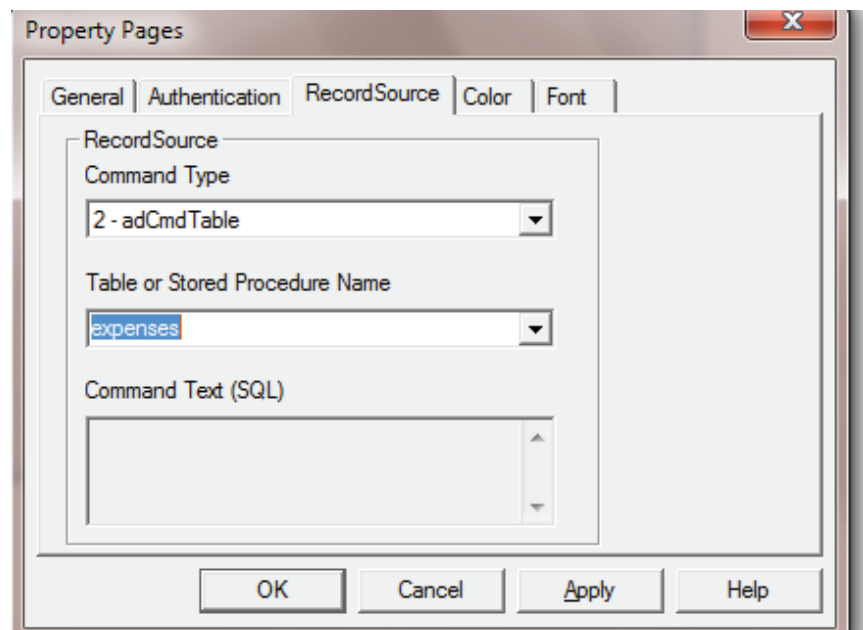 Property Pages
General Authentication RecordSource Color Font
RecordSource
Command Type
2 - adCmdTable
Table or Stored Procedure Name
expenses
Command Text (SQL)
OK Cancel Apply Help